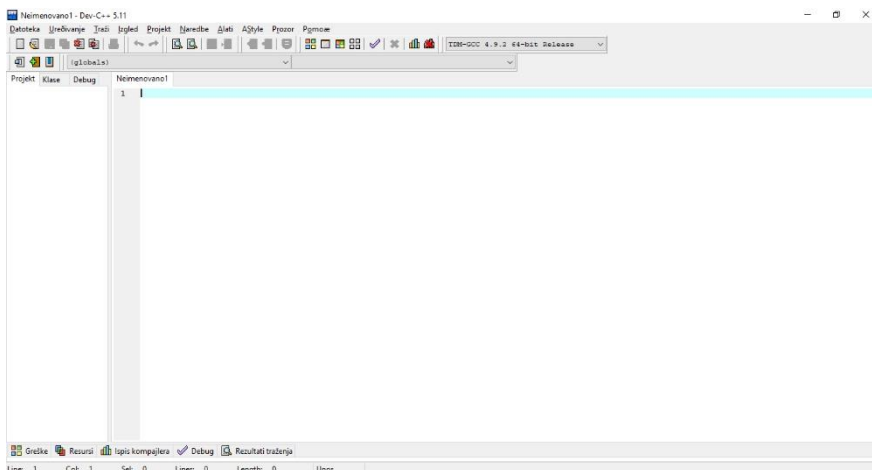 Neimenovano1 - Dev-C++ 5.11
Datoteka Uređivanje Traži Izgled Projekt Naredbe Alati AStyle Prozor Pomoæ
TDM-GCC 4.9.2 64-bit Release
(globals)
Projekt Klase Debug Neimenovano1
1
Greške Resursi Ispis kompajlera Debug Rezultati traženja
Line: 1 Col: 1 Sel: 0 Lines: 0 Length: 0